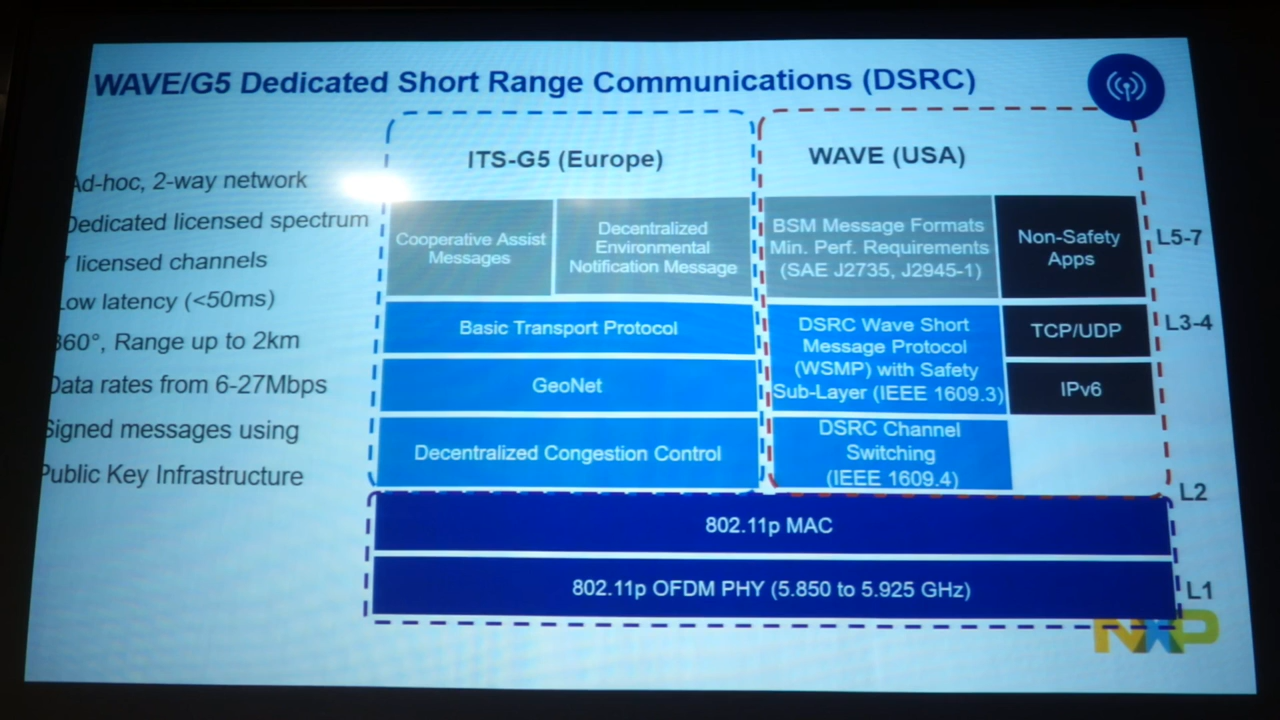 WAVE/G5 Dedicated Short Range Communications (DSRC)
Ad-hoc, 2-way network
Dedicated licensed spectrum
7 licensed channels
Low latency (<50ms)
360°, Range up to 2km
Data rates from 6-27Mbps
Signed messages using
Public Key Infrastructure
ITS-G5 (Europe)
Cooperative Assist
Messages
Decentralized
Environmental
Notification Message
Basic Transport Protocol
GeoNet
Decentralized Congestion Control
WAVE (USA)
BSM Message Formats
Min. Perf. Requirements
(SAE J2735, J2945-1)
Non-Safety
Apps
DSRC Wave Short
Message Protocol
(WSMP) with Safety
Sub-Layer (IEEE 1609.3)
TCP/UDP
IPv6
DSRC Channel
Switching
(IEEE 1609.4)
L5-7
L3-4
L2
802.11p MAC
802.11p OFDM PHY (5.850 to 5.925 GHz)
L1
NXP